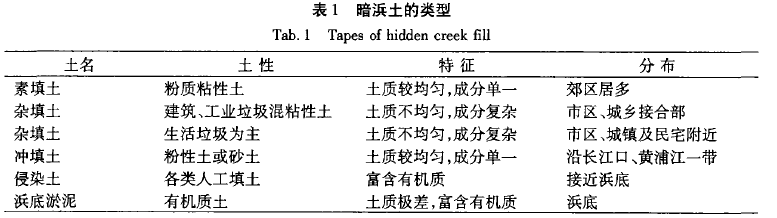 表1 暗浜土的类型
Tab.1 Tapes of hidden creek fill
土名 土性 特征 分布
素填土 粉质粘性土 土质较均匀,成分单一 郊区居多
杂填土 建筑、工业垃圾混粘性土 土质不均匀,成分复杂 市区、城乡接合部
杂填土 生活垃圾为主 土质不均匀,成分复杂 市区、城镇及民宅附近
冲填土 粉性土或砂土 土质较均匀,成分单一 沿长江口、黄浦江一带
侵染土 各类人工填土 富含有机质 接近浜底
浜底淤泥 有机质土 土质极差,富含有机质 浜底